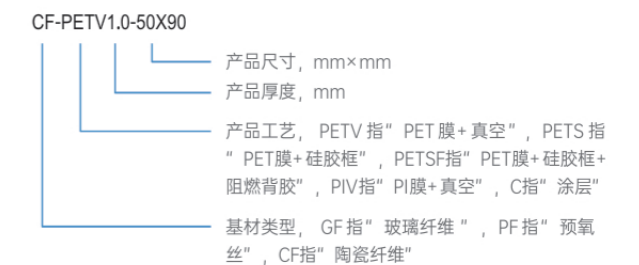 CF-PETV1.0-50X90
产品尺寸，mm×mm
产品厚度，mm
产品工艺， PETV 指” PET 膜+ 真空”，PETS 指
“ PET膜+ 硅胶框”，PETSF指“ PET膜+ 硅胶框+
阻燃背胶”，PIV指“ PI膜+ 真空”，C指“ 涂层”
基材类型， GF 指“ 玻璃纤维 ”，PF 指“ 预氧
丝”，CF指“ 陶瓷纤维”